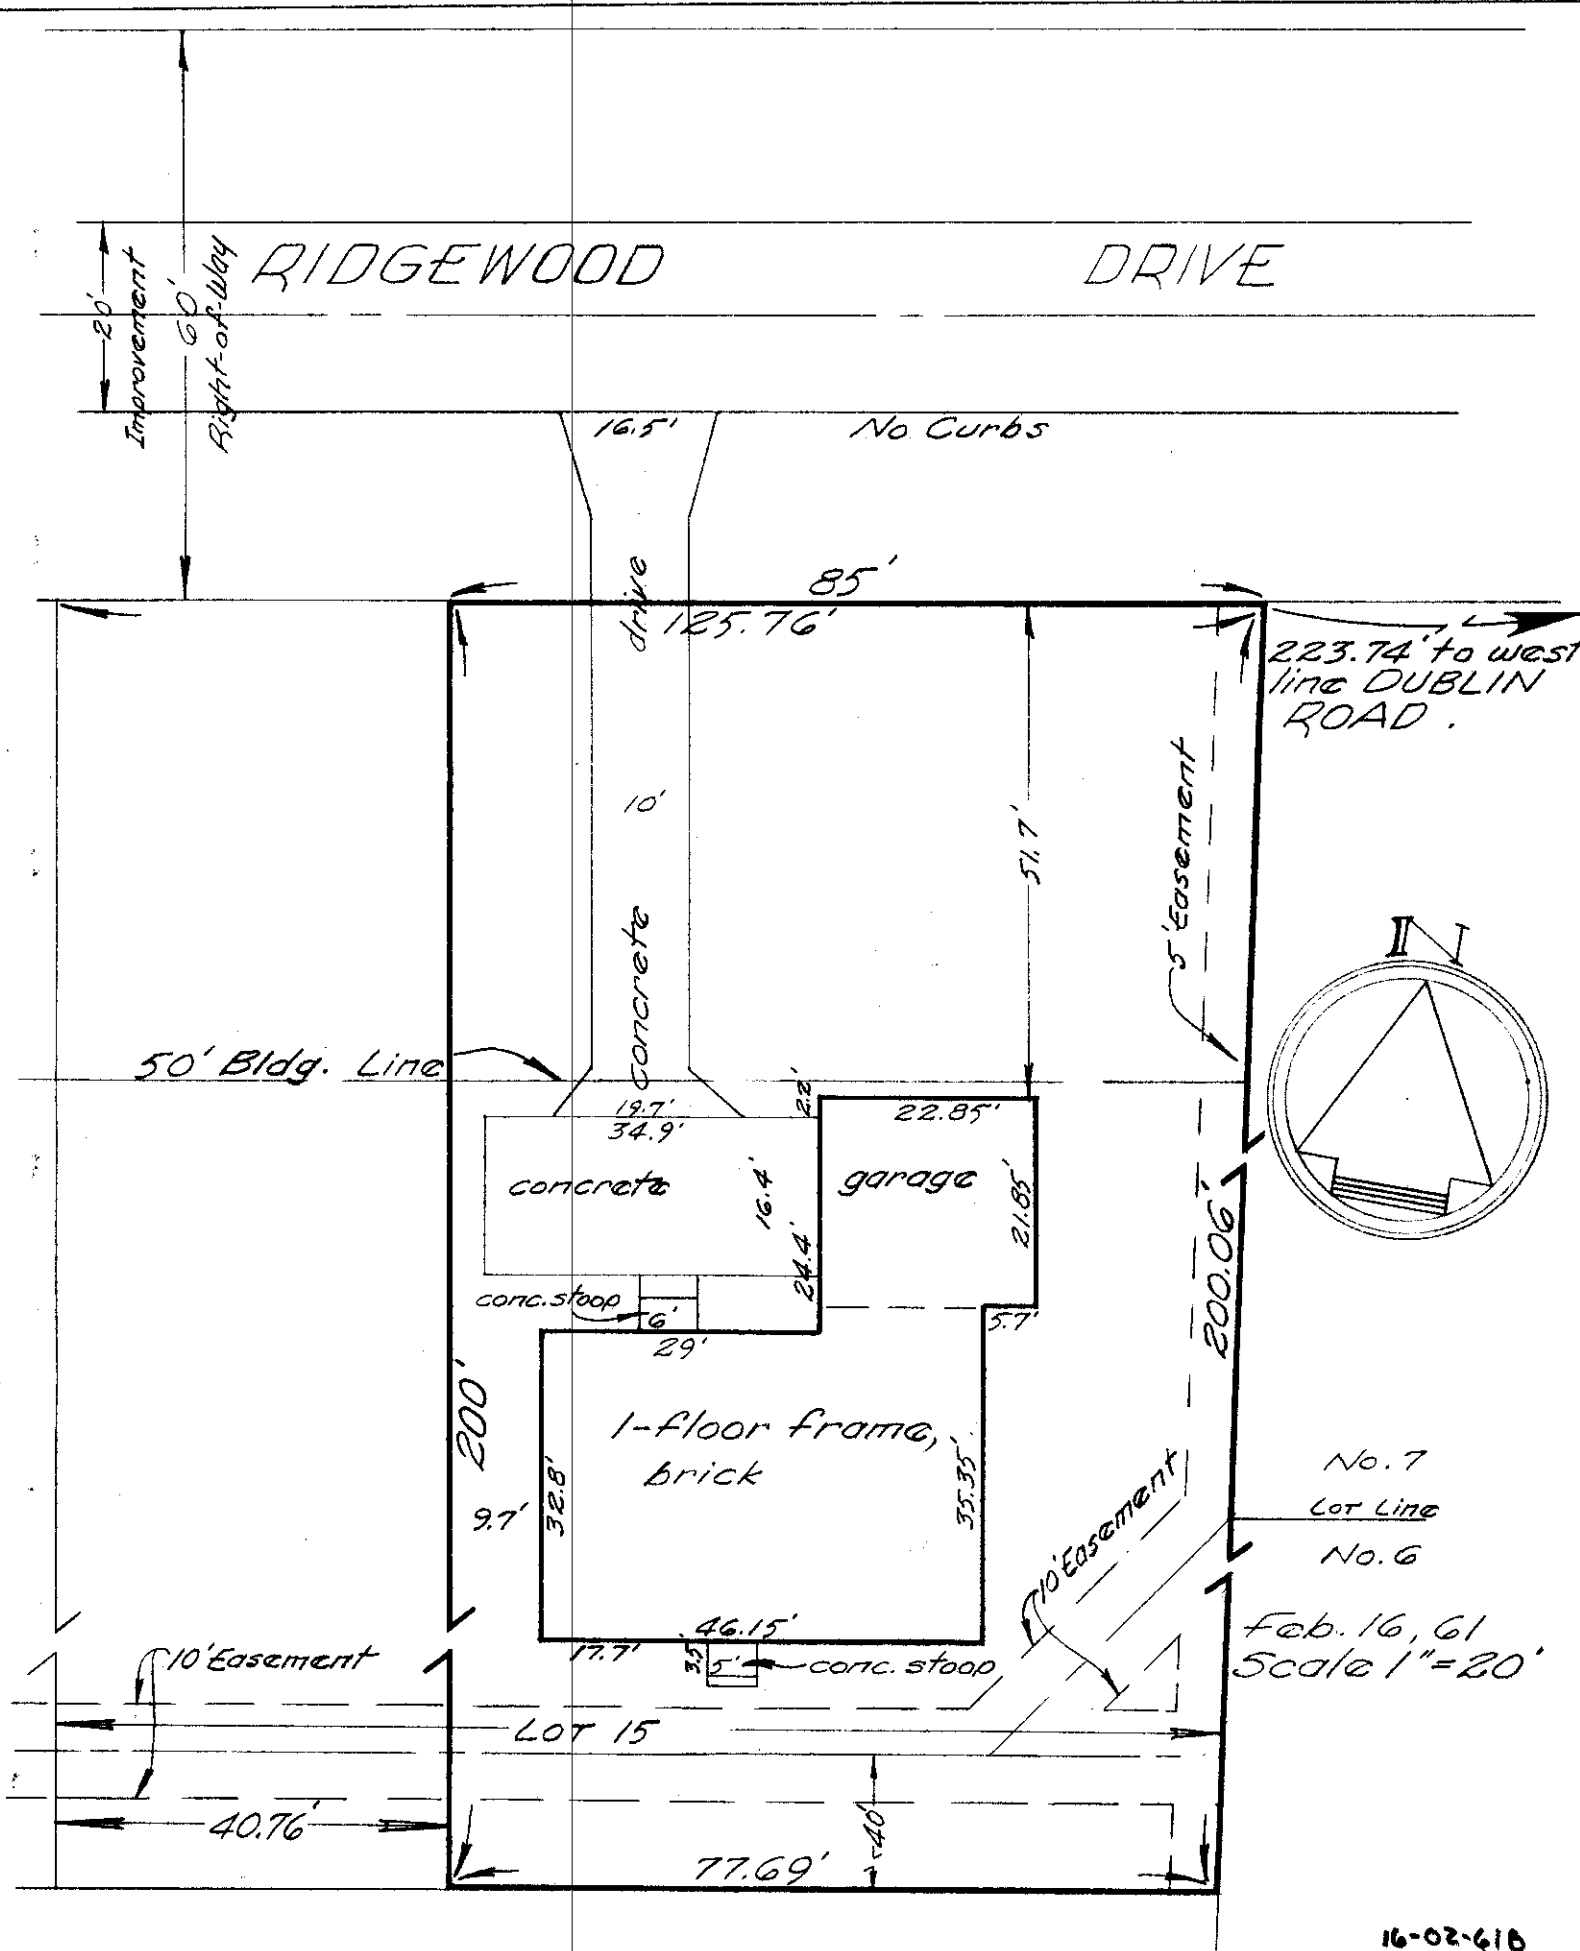 20'
Improvement
60'
Right-of-Way
RIDGEWOOD DRIVE
16.5'
No Curbs
85'
125.76'
223.74' to west
line DUBLIN
ROAD.
drive
10'
concrete
51.7'
5' Easement
N
50' Bldg. Line
19.7'
34.9'
2.2'
22.85'
concrete
16.4'
garage
21.85'
24.4'
conc. stoop
6'
29'
5.7'
200'
200.06'
1-floor frame,
brick
9.7'
32.8'
35.35'
10' Easement
No. 7
Lot Line
No. 6
46.15'
17.7'
3.5'
5'
conc. stoop
10' Easement
Feb. 16, 61
Scale 1"=20'
LOT 15
40.76'
40'
77.69'
16-02-61B